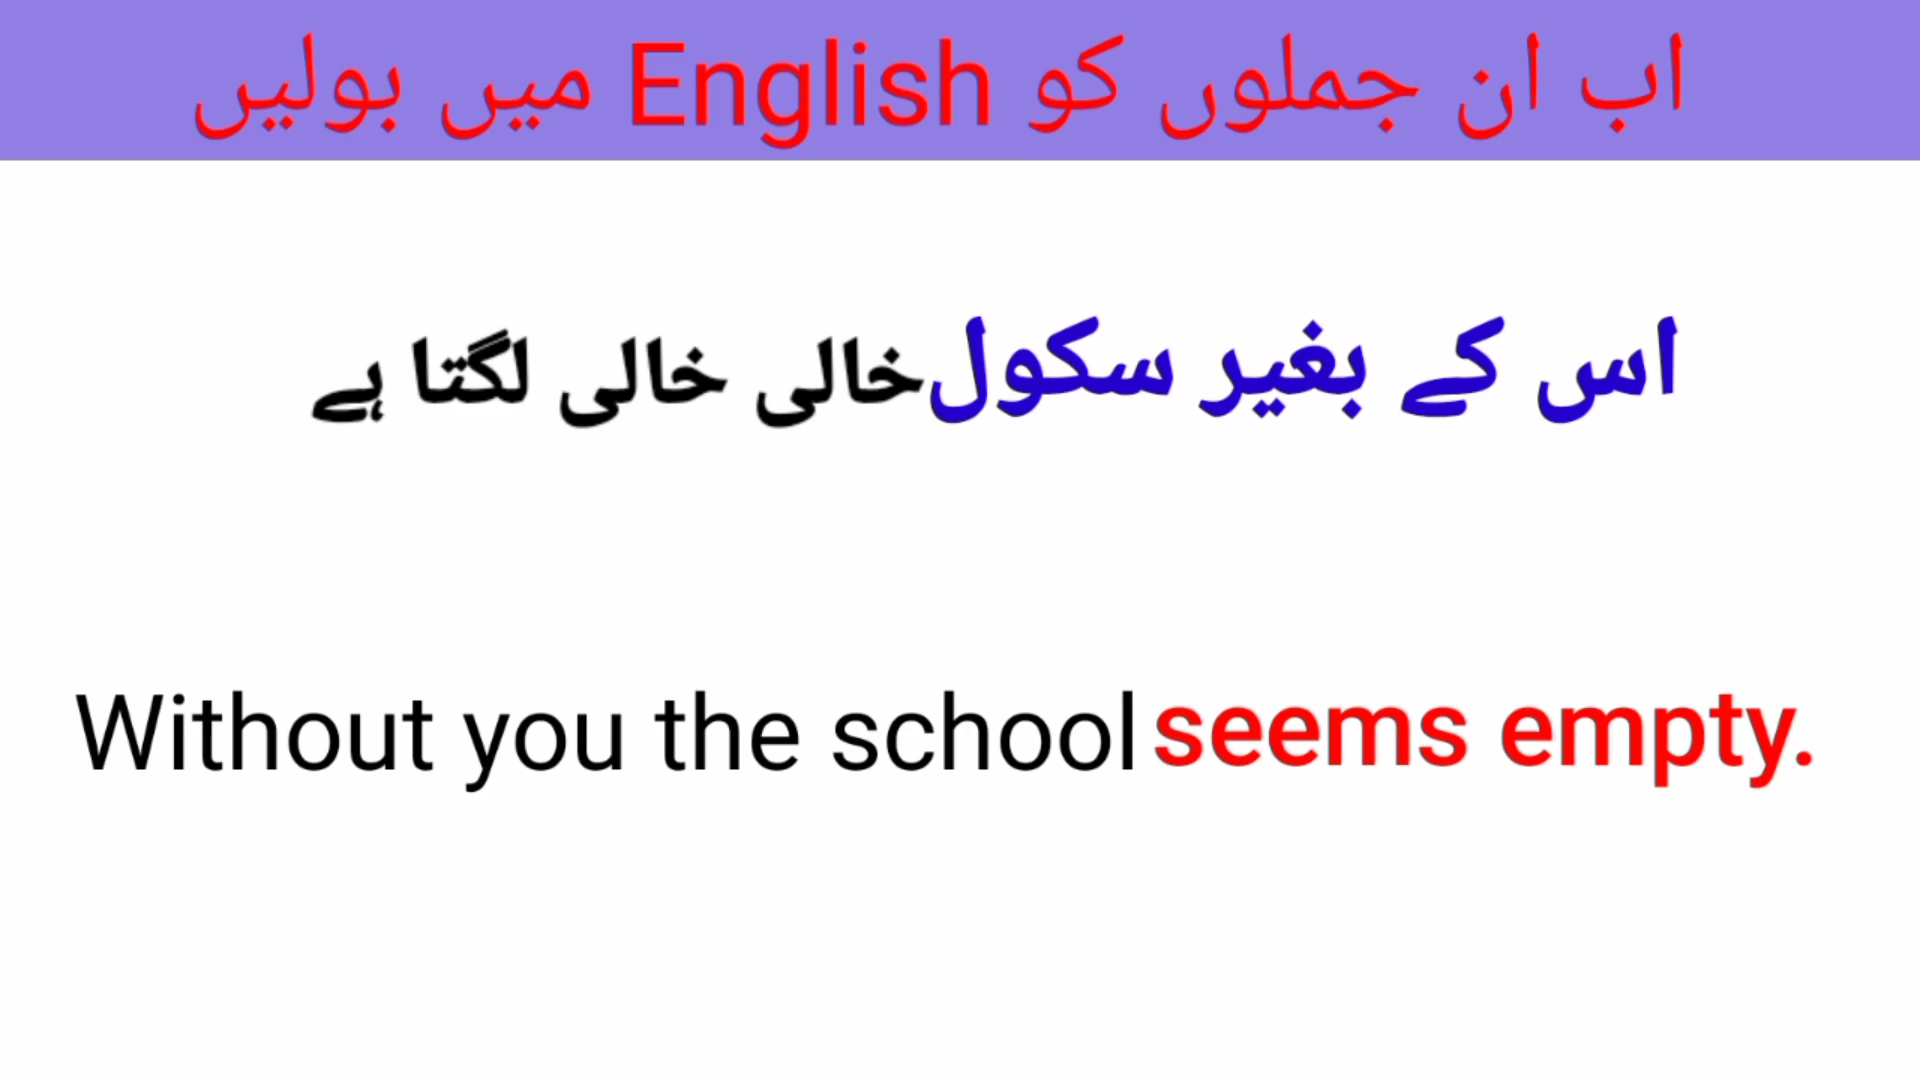 اب ان جملوں کو English میں بولیں
اس کے بغیر سکول خالی خالی لگتا ہے
Without you the school seems empty.